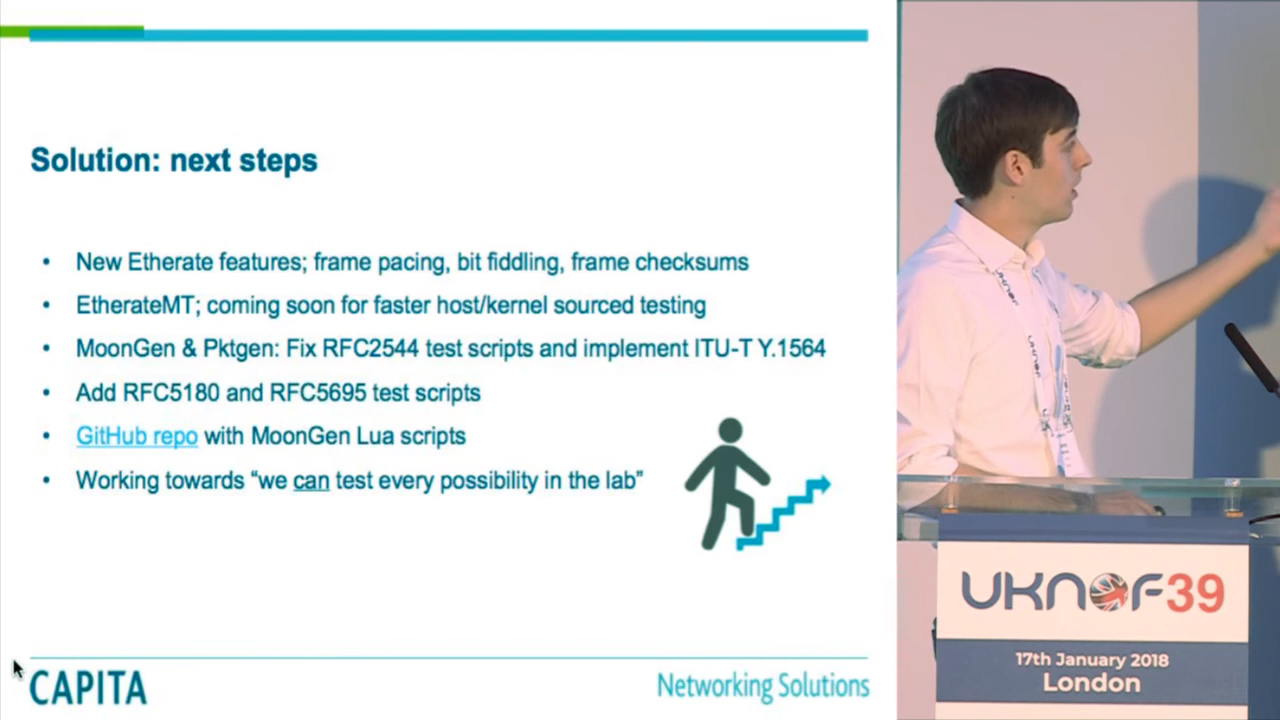 Solution: next steps
• New Etherate features; frame pacing, bit fiddling, frame checksums
• EtherateMT; coming soon for faster host/kernel sourced testing
• MoonGen & Pktgen: Fix RFC2544 test scripts and implement ITU-T Y.1564
• Add RFC5180 and RFC5695 test scripts
• GitHub repo with MoonGen Lua scripts
• Working towards “we can test every possibility in the lab”
CAPITA
Networking Solutions
UKNOF39
17th January 2018
London